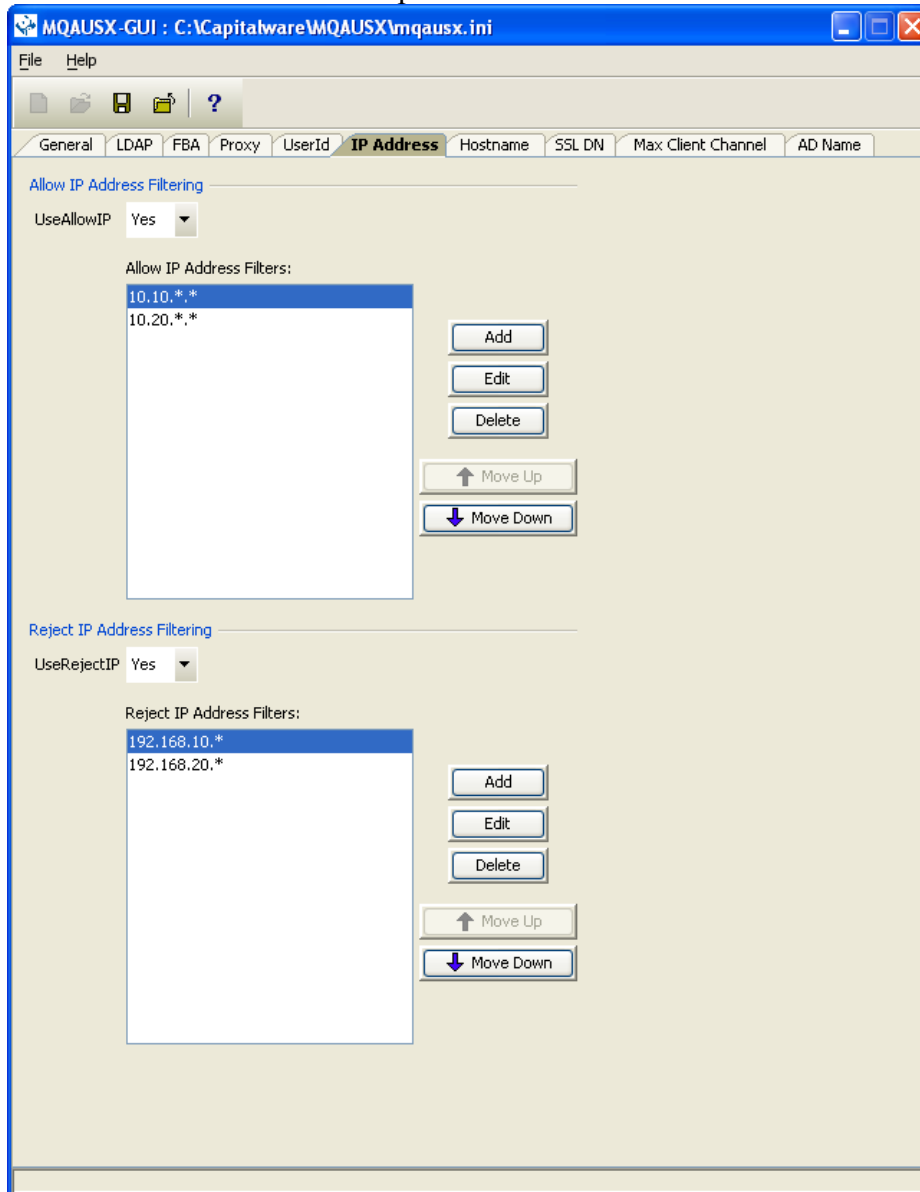 MQAUSX-GUI : C:\Capitalware\MQAUSX\mqausx.ini
File Help
?
General LDAP FBA Proxy UserId IP Address Hostname SSL DN Max Client Channel AD Name
Allow IP Address Filtering
UseAllowIP Yes
Allow IP Address Filters:
10.10.*.*
10.20.*.*
Add
Edit
Delete
Move Up
Move Down
Reject IP Address Filtering
UseRejectIP Yes
Reject IP Address Filters:
192.168.10.*
192.168.20.*
Add
Edit
Delete
Move Up
Move Down